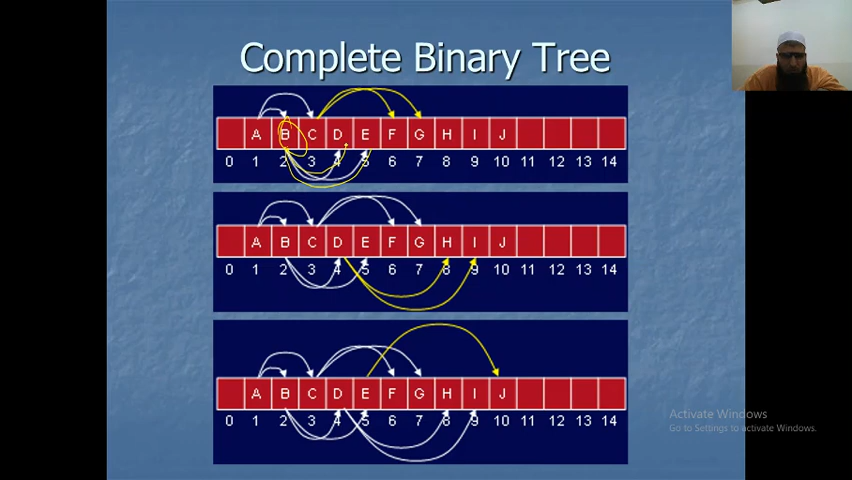 Complete Binary Tree
A B C D E F G H I J
0 1 2 3 4 5 6 7 8 9 10 11 12 13 14
A B C D E F G H I J
0 1 2 3 4 5 6 7 8 9 10 11 12 13 14
A B C D E F G H I J
0 1 2 3 4 5 6 7 8 9 10 11 12 13 14
Activate Windows
Go to Settings to activate Windows.